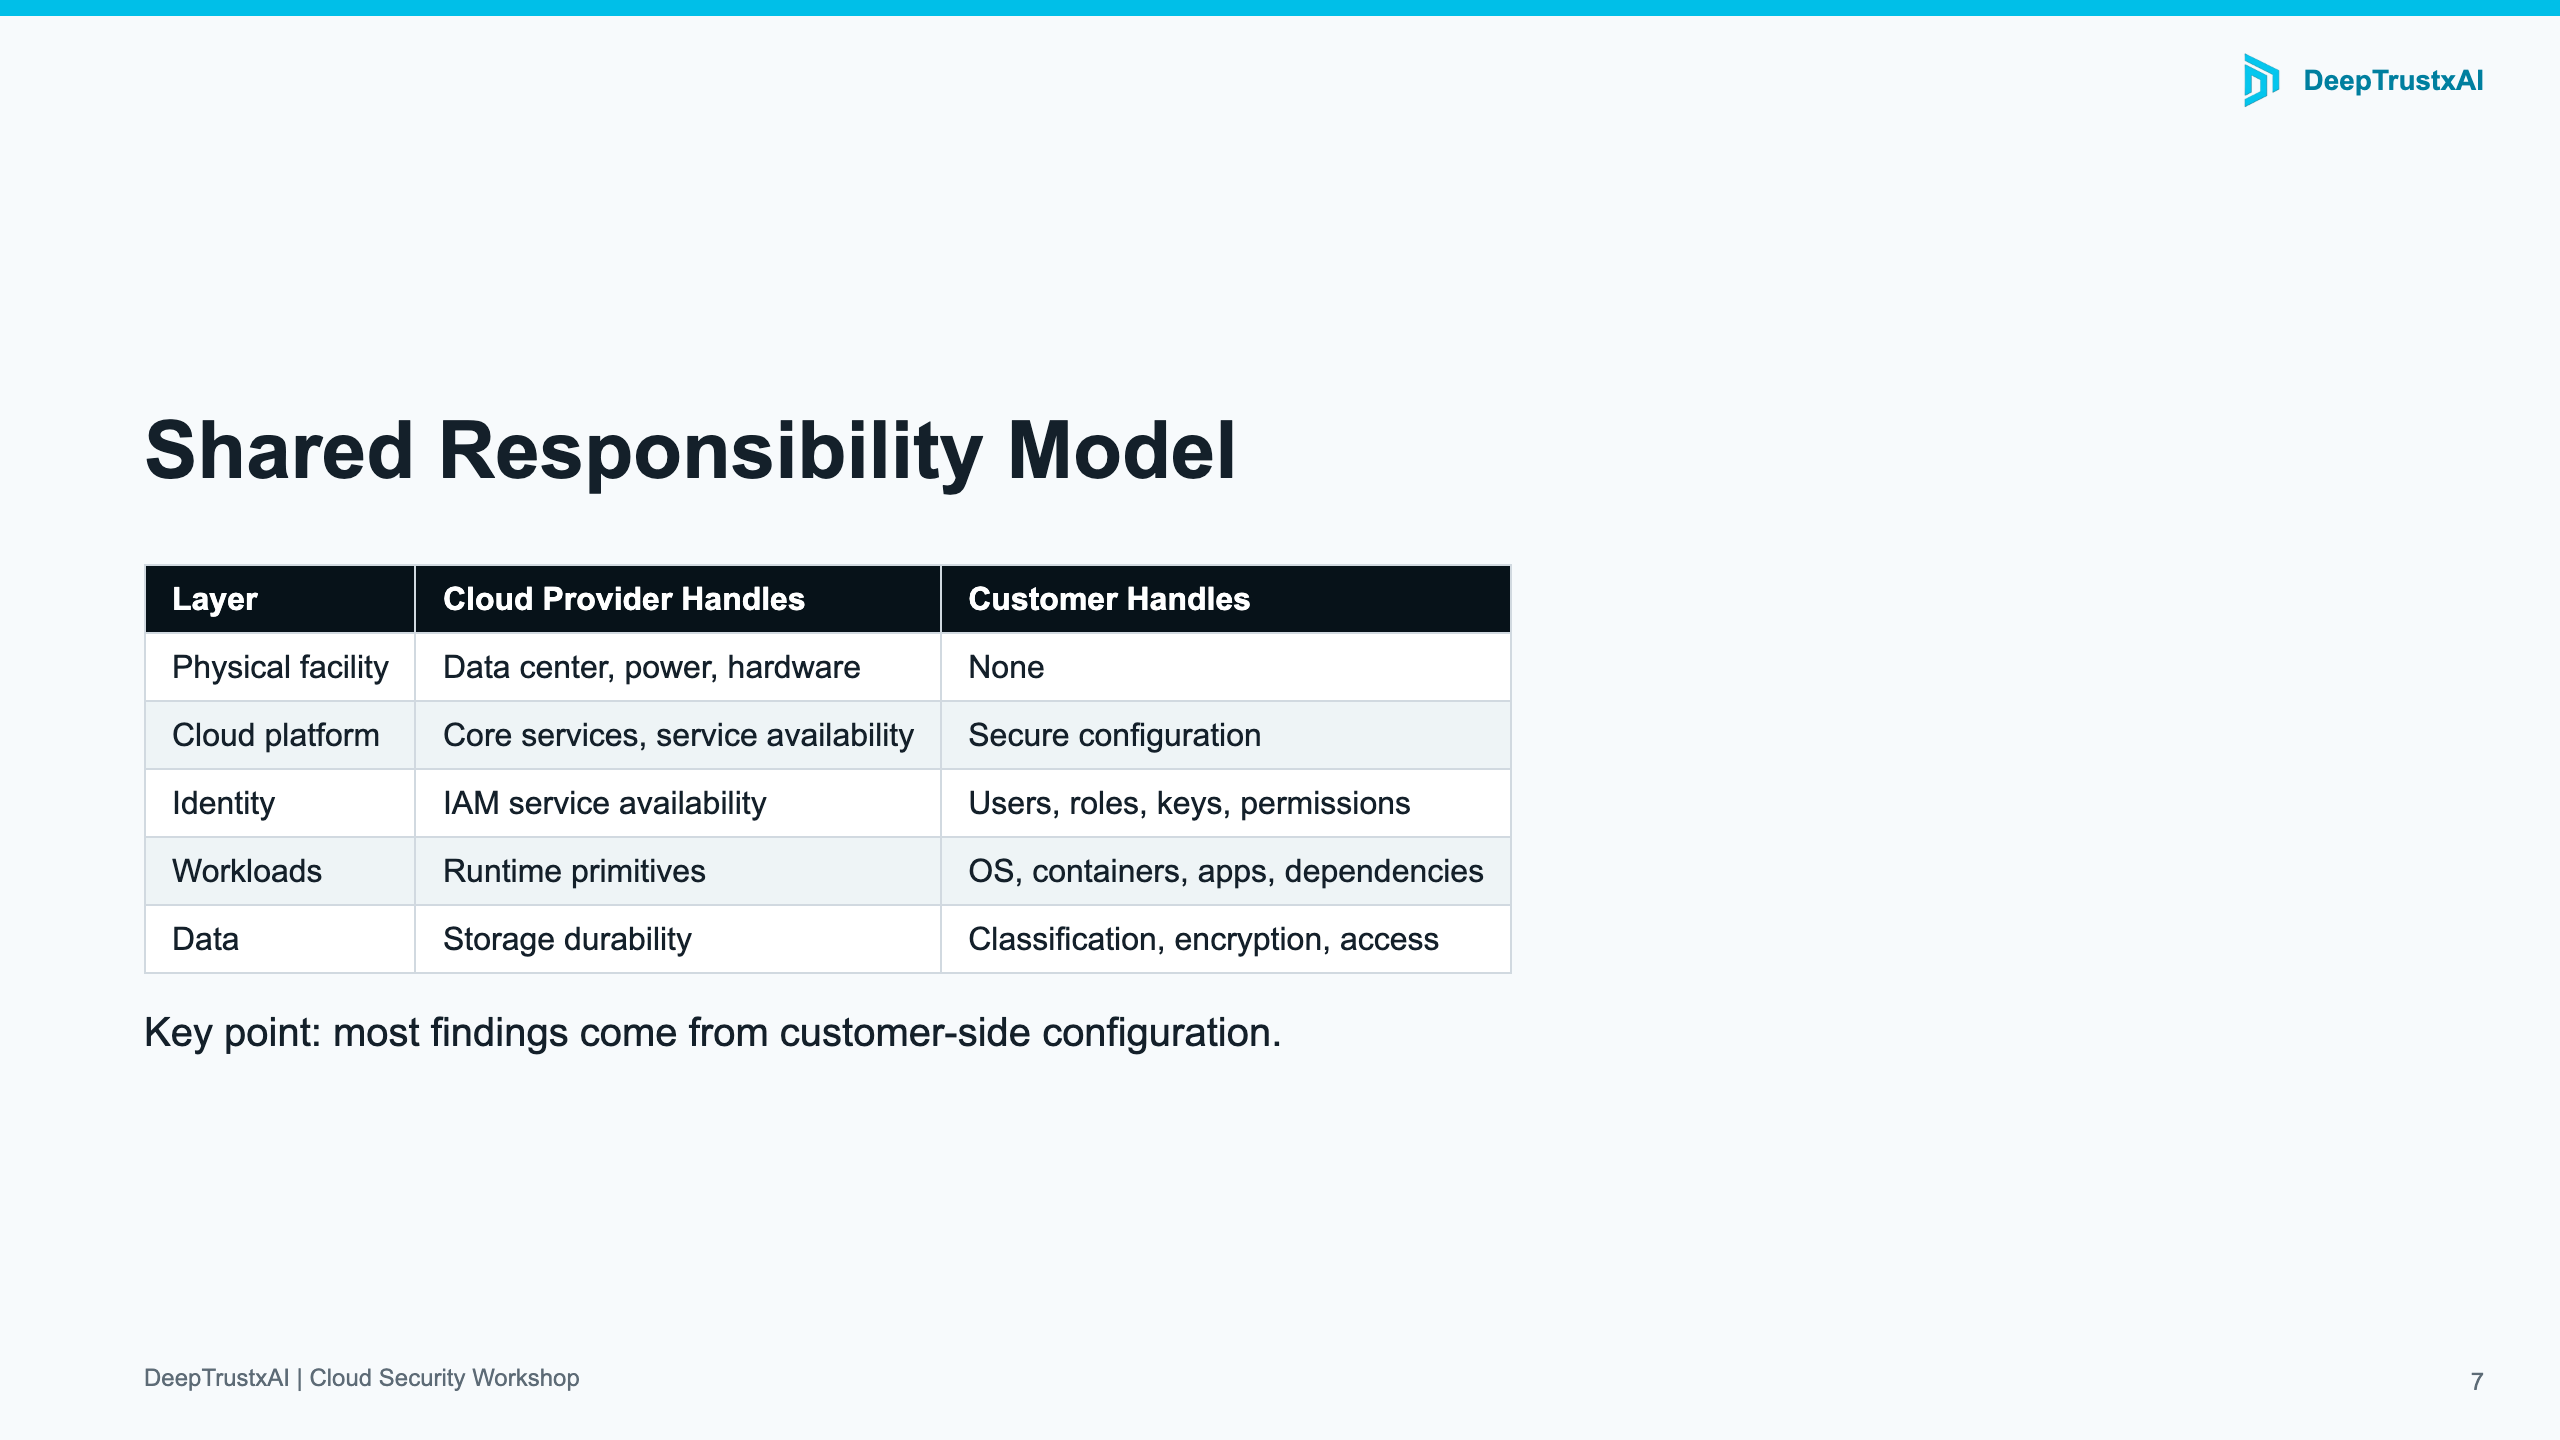 DeepTrustxAI
Shared Responsibility Model
Layer Cloud Provider Handles Customer Handles
Physical facility Data center, power, hardware None
Cloud platform Core services, service availability Secure configuration
Identity IAM service availability Users, roles, keys, permissions
Workloads Runtime primitives OS, containers, apps, dependencies
Data Storage durability Classification, encryption, access
Key point: most findings come from customer-side configuration.
DeepTrustxAI | Cloud Security Workshop
7